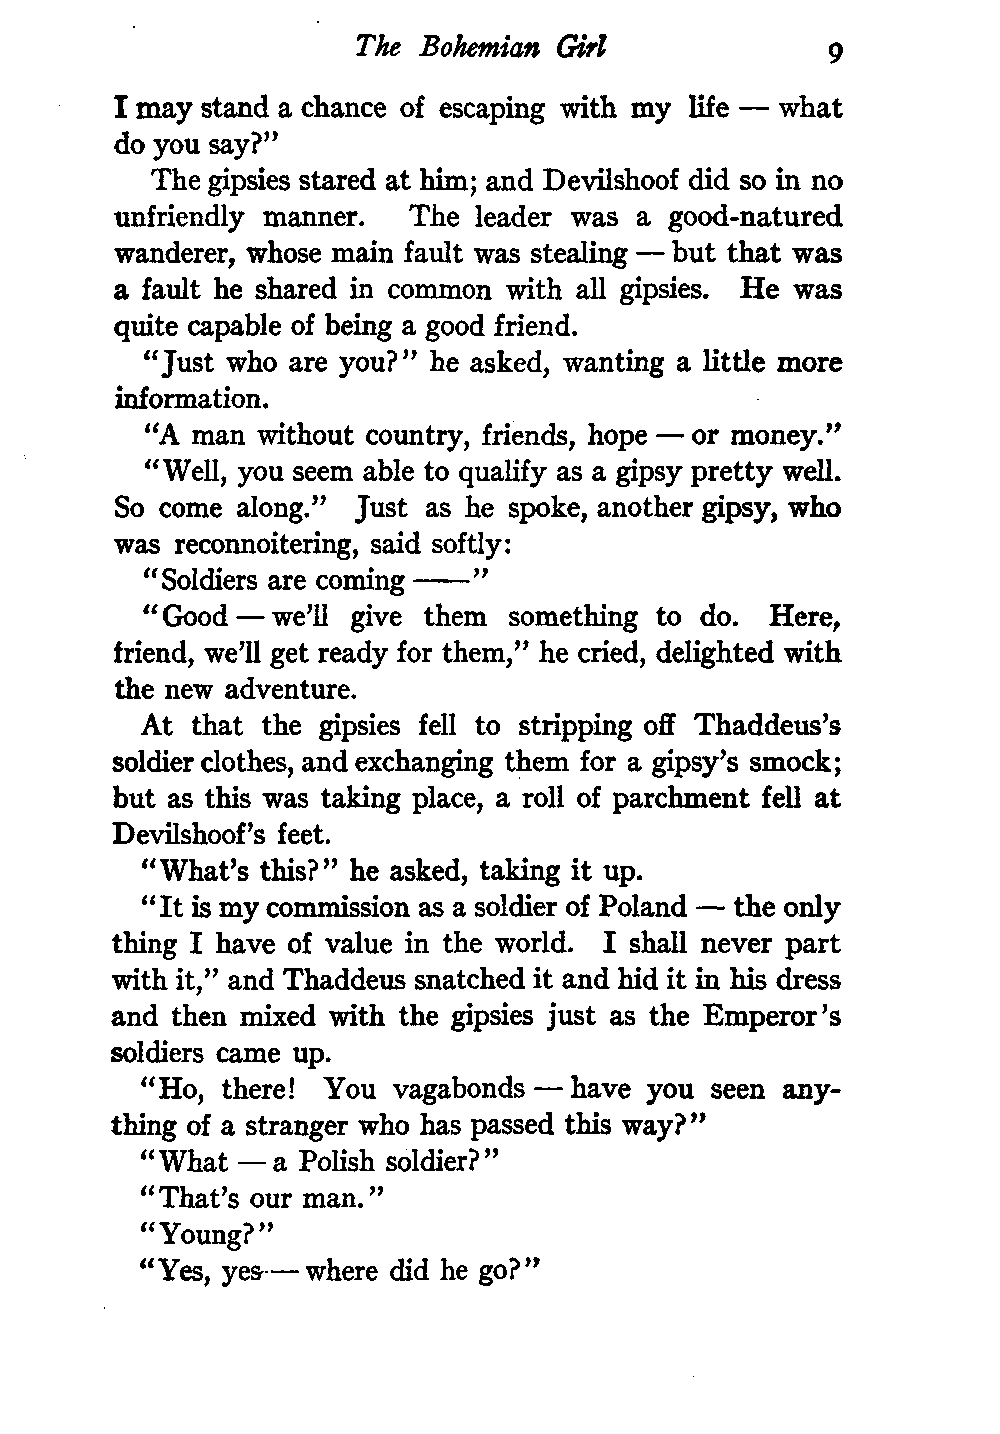 The Bohemian Girl 9
I may stand a chance of escaping with my life — what
do you say?"
The gipsies stared at him; and Devilshoof did so in no
unfriendly manner. The leader was a good-natured
wanderer, whose main fault was stealing — but that was
a fault he shared in common with all gipsies. He was
quite capable of being a good friend.
"Just who are you?" he asked, wanting a little more
information.
"A man without country, friends, hope — or money."
"Well, you seem able to qualify as a gipsy pretty well.
So come along." Just as he spoke, another gipsy, who
was reconnoitering, said softly:
"Soldiers are coming ——"
"Good — we'll give them something to do. Here,
friend, we'll get ready for them," he cried, delighted with
the new adventure.
At that the gipsies fell to stripping off Thaddeus's
soldier clothes, and exchanging them for a gipsy's smock;
but as this was taking place, a roll of parchment fell at
Devilshoof's feet.
"What's this?" he asked, taking it up.
"It is my commission as a soldier of Poland — the only
thing I have of value in the world. I shall never part
with it," and Thaddeus snatched it and hid it in his dress
and then mixed with the gipsies just as the Emperor's
soldiers came up.
"Ho, there! You vagabonds — have you seen any-
thing of a stranger who has passed this way?"
"What — a Polish soldier?"
"That's our man."
"Young?"
"Yes, yes — where did he go?"